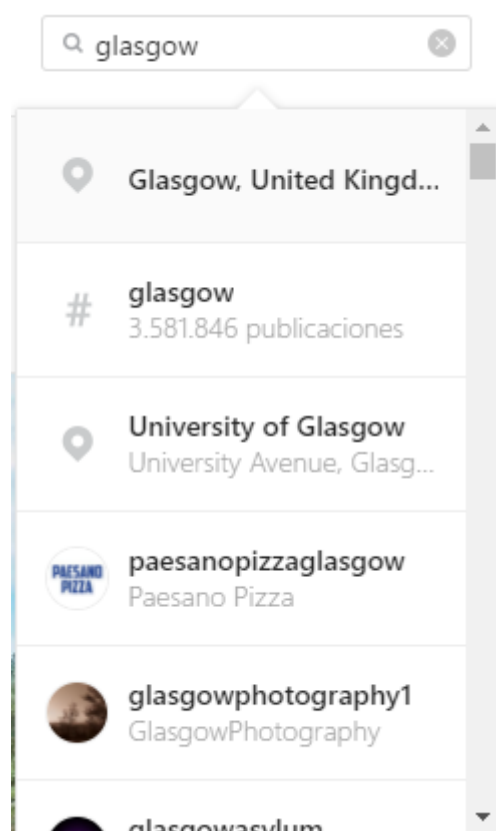 glasgow
Glasgow, United Kingd...
# glasgow
3.581.846 publicaciones
University of Glasgow
University Avenue, Glasg...
PAESANO
PIZZA
paesanopizzaglasgow
Paesano Pizza
glasgowphotography1
GlasgowPhotography
glasgowasylum